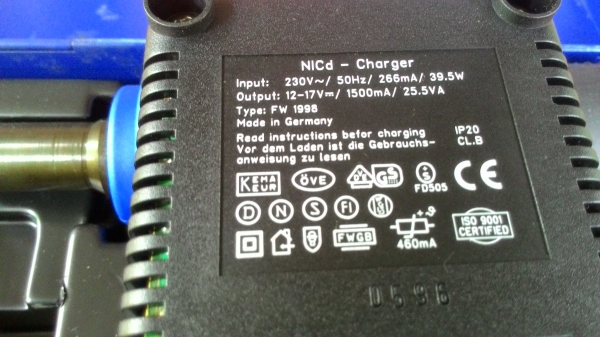 NiCd - Charger
Input: 230V~/ 50Hz/ 266mA/ 39.5W
Output: 12-17V⎓/ 1500mA/ 25.5VA
Type: FW 1998
Made in Germany
Read instructions befor charging
Vor dem Laden ist die Gebrauchs-
anweisung zu lesen
IP20
CL.B
KEMA
KEUR
ÖVE
VDE
GS
S
FD505
CE
D N S FI
FWGB
+ϑ
460mA
ISO 9001
CERTIFIED
D596